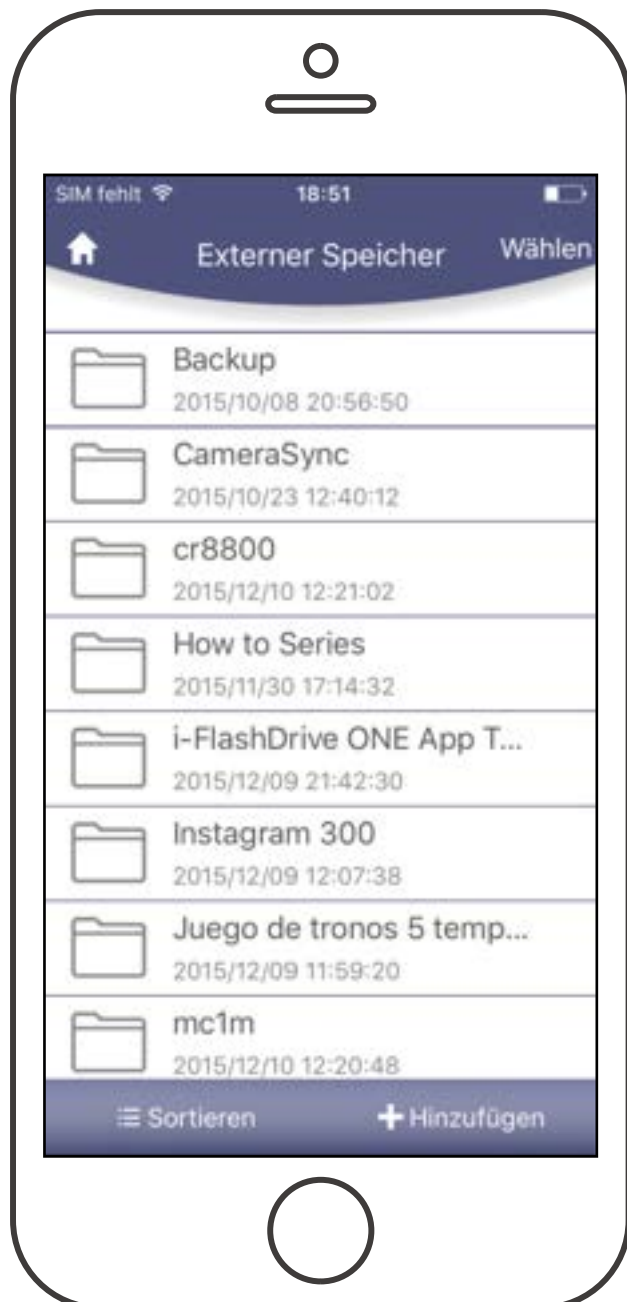 SIM fehlt 18:51
Externer Speicher Wählen
Backup
2015/10/08 20:56:50
CameraSync
2015/10/23 12:40:12
cr8800
2015/12/10 12:21:02
How to Series
2015/11/30 17:14:32
i-FlashDrive ONE App T...
2015/12/09 21:42:30
Instagram 300
2015/12/09 12:07:38
Juego de tronos 5 temp...
2015/12/09 11:59:20
mc1m
2015/12/10 12:20:48
Sortieren Hinzufügen